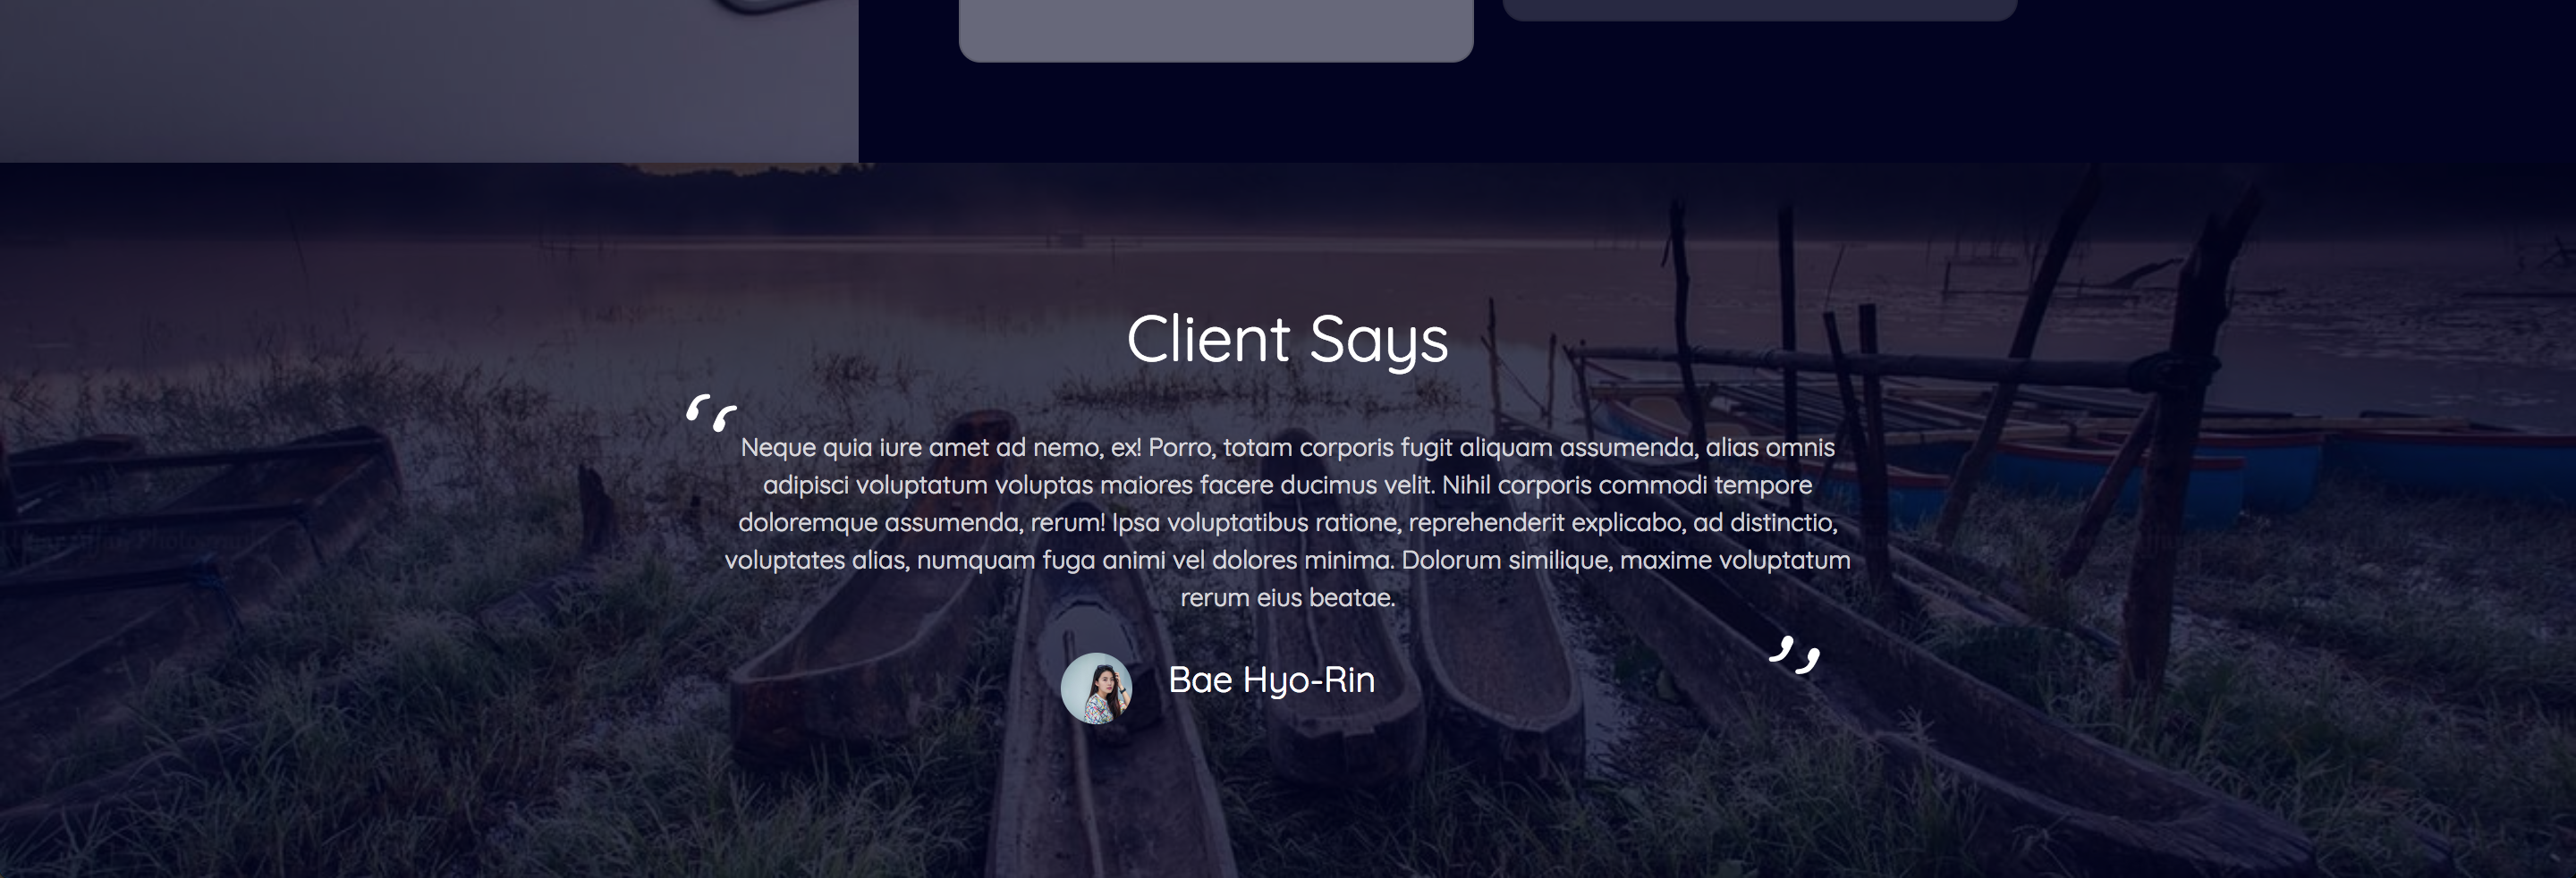 Client Says
“
Neque quia iure amet ad nemo, ex! Porro, totam corporis fugit aliquam assumenda, alias omnis
adipisci voluptatum voluptas maiores facere ducimus velit. Nihil corporis commodi tempore
doloremque assumenda, rerum! Ipsa voluptatibus ratione, reprehenderit explicabo, ad distinctio,
voluptates alias, numquam fuga animi vel dolores minima. Dolorum similique, maxime voluptatum
rerum eius beatae.
”
Bae Hyo-Rin